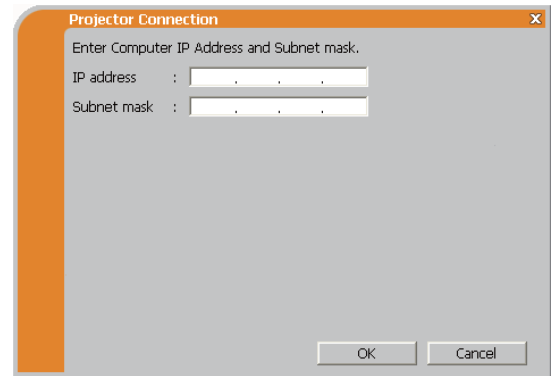 Projector Connection X
Enter Computer IP Address and Subnet mask.
IP address : . . .
Subnet mask : . . .
OK Cancel